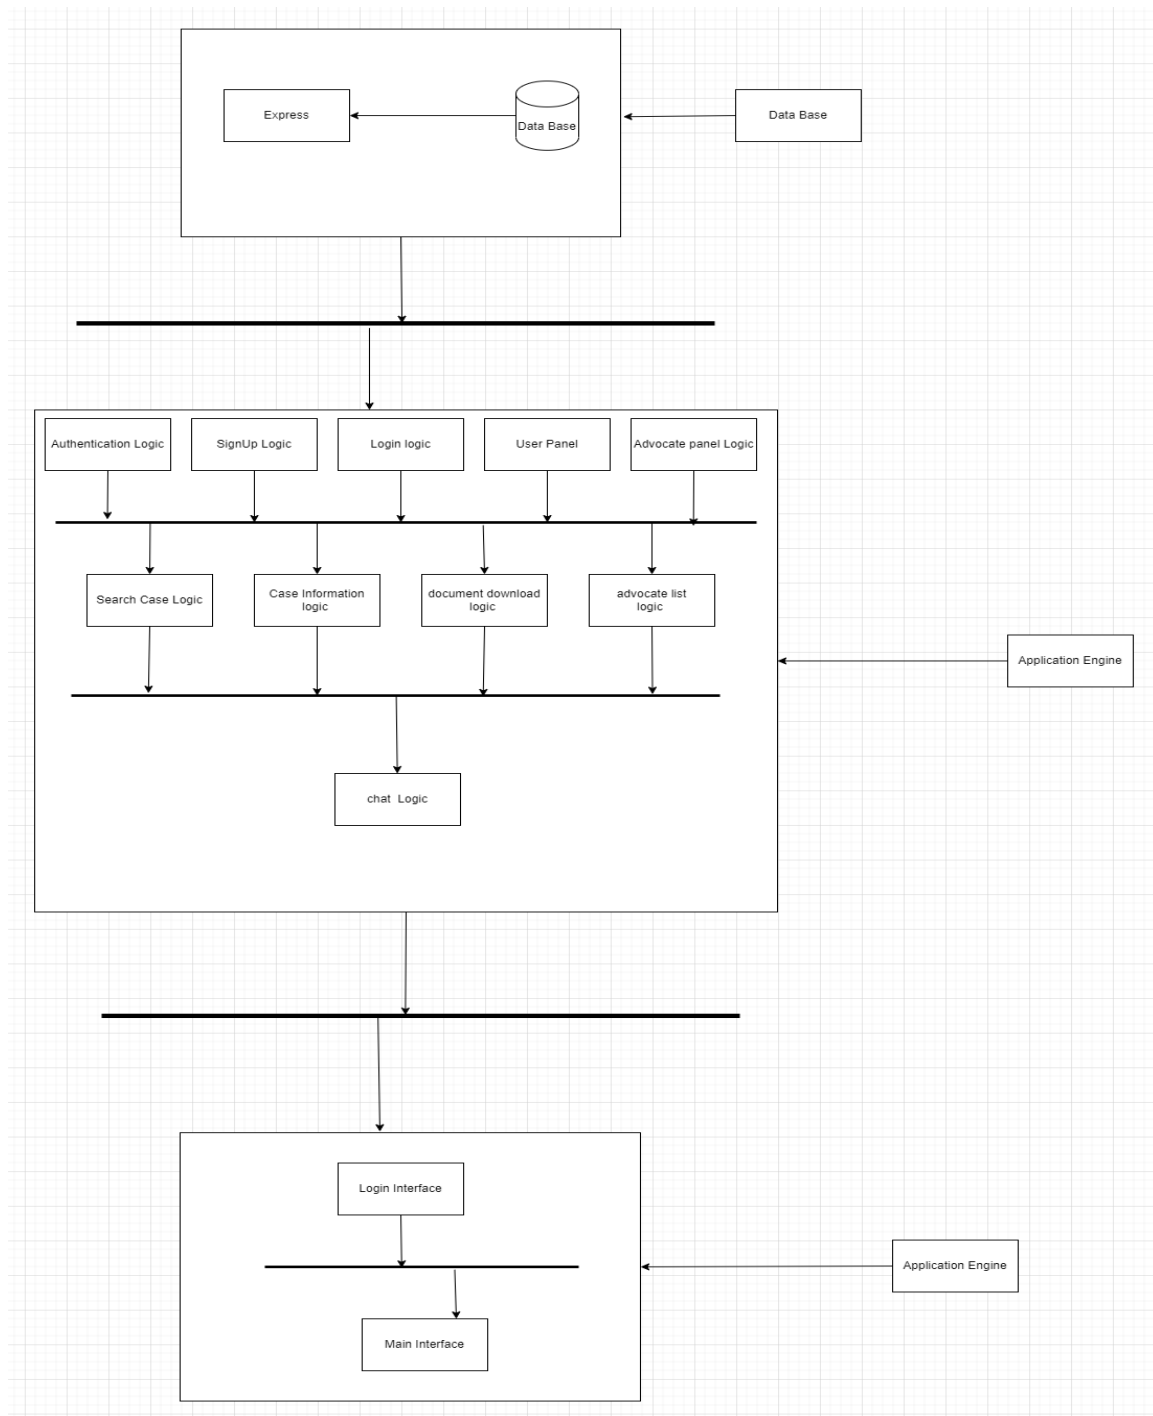 Express
Data Base
Data Base
Authentication Logic
SignUp Logic
Login logic
User Panel
Advocate panel Logic
Search Case Logic
Case Information
logic
document download
logic
advocate list
logic
Application Engine
chat Logic
Login Interface
Application Engine
Main Interface